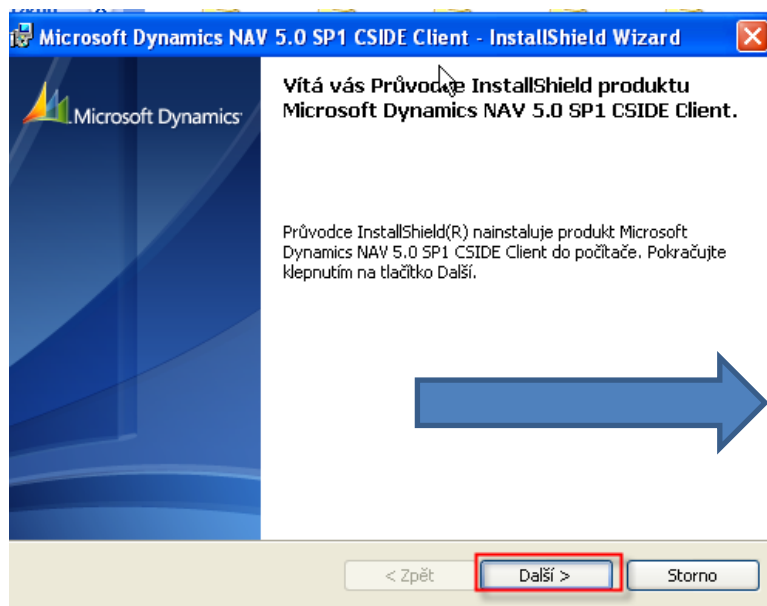 Microsoft Dynamics NAV 5.0 SP1 CSIDE Client - InstallShield Wizard
Microsoft Dynamics
Vítá vás Průvodce InstallShield produktu
Microsoft Dynamics NAV 5.0 SP1 CSIDE Client.
Průvodce InstallShield(R) nainstaluje produkt Microsoft
Dynamics NAV 5.0 SP1 CSIDE Client do počítače. Pokračujte
klepnutím na tlačítko Další.
< Zpět
Další >
Storno